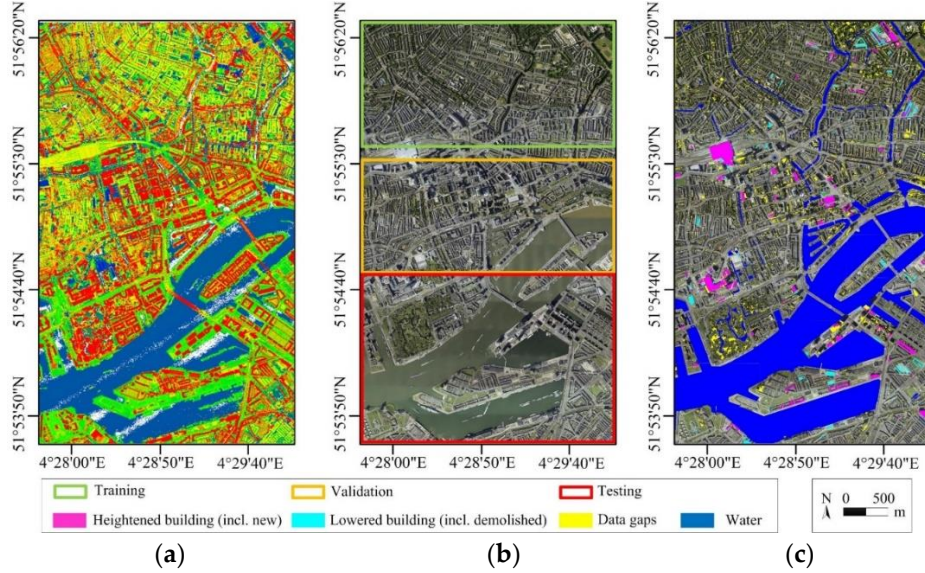 51°56'20"N
51°55'30"N
51°54'40"N
51°53'50"N
4°28'00"E 4°28'50"E 4°29'40"E
51°56'20"N
51°55'30"N
51°54'40"N
51°53'50"N
4°28'00"E 4°28'50"E 4°29'40"E
51°56'20"N
51°55'30"N
51°54'40"N
51°53'50"N
4°28'00"E 4°28'50"E 4°29'40"E
Training Validation Testing
Heightened building (incl. new) Lowered building (incl. demolished) Data gaps Water
N 0 500
m
(a) (b) (c)